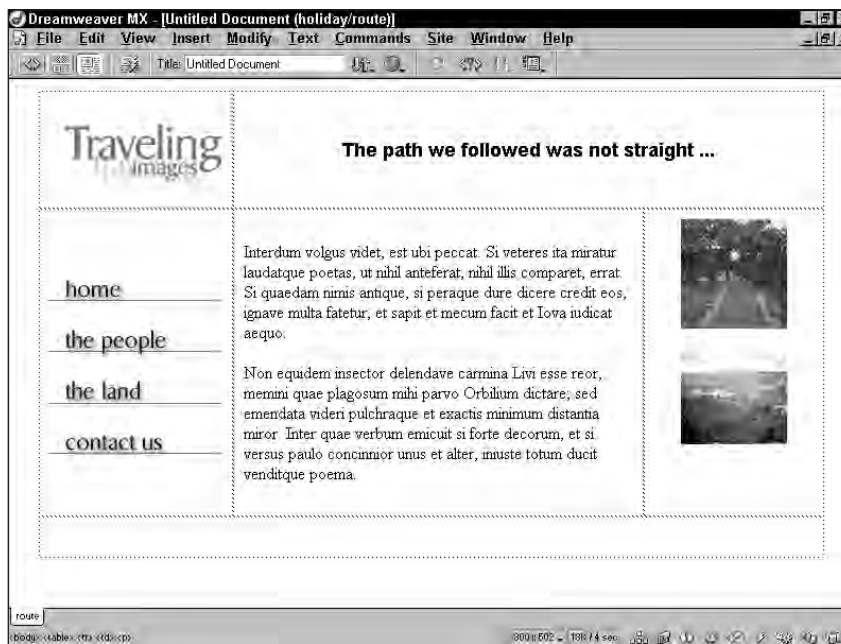 Dreamweaver MX - [Untitled Document (holiday/route)]
File Edit View Insert Modify Text Commands Site Window Help
Title: Untitled Document
Traveling
images
The path we followed was not straight ...
home
the people
the land
contact us
Interdum volgus videt, est ubi peccat. Si veteres ita miratur
laudatque poetas, ut nihil anteferat, nihil illis comparet, errat.
Si quaedam nimis antique, si peraque dure dicere credit eos,
ignave multa fatetur, et sapit et mecum facit et Iova iudicat
aequo.
Non equidem insector delendave carmina Livi esse reor,
memini quae plagosum mihi parvo Orbilium dictare; sed
emendata videri pulchraque et exactis minimum distantia
miror. Inter quae verbum emicuit si forte decorum, et si
versus paulo concinnior unus et alter, iniuste totum ducit
venditque poema.
route
<body> <table> <tr> <td> <p>
800 x 602 18k / 4 sec